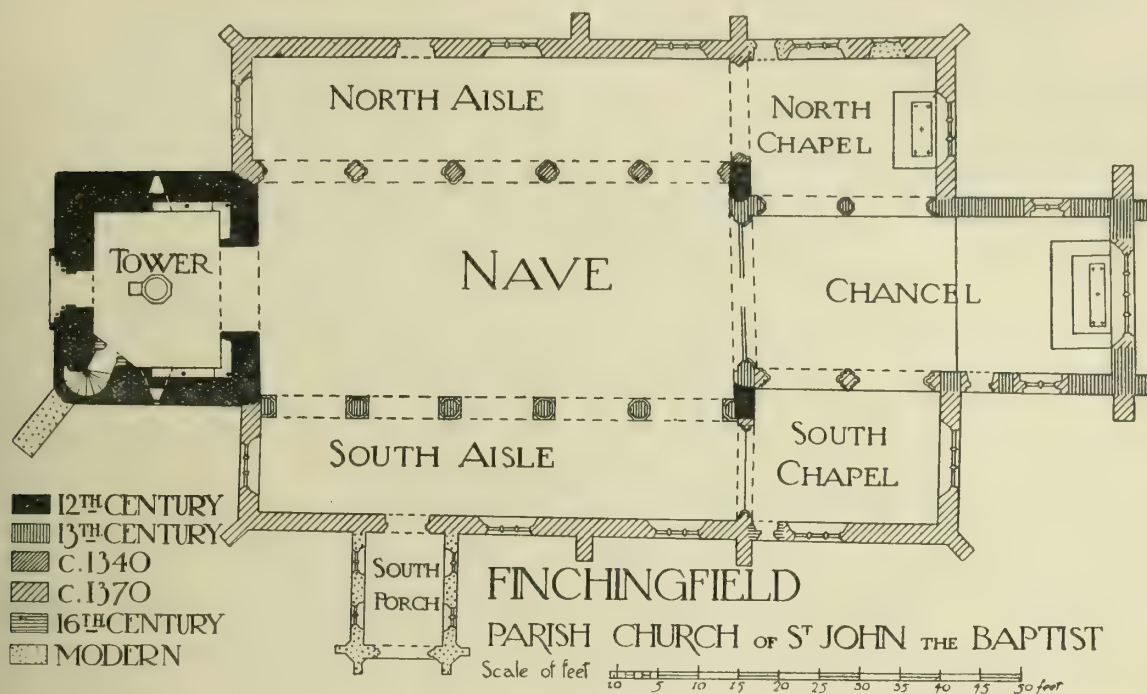 NORTH AISLE
NORTH CHAPEL
TOWER
NAVE
CHANCEL
SOUTH AISLE
SOUTH CHAPEL
SOUTH PORCH
12TH CENTURY
13TH CENTURY
C.1340
C.1370
16TH CENTURY
MODERN
FINCHINGFIELD
PARISH CHURCH OF ST JOHN THE BAPTIST
Scale of feet 10 5 10 15 20 25 30 35 40 45 50 feet